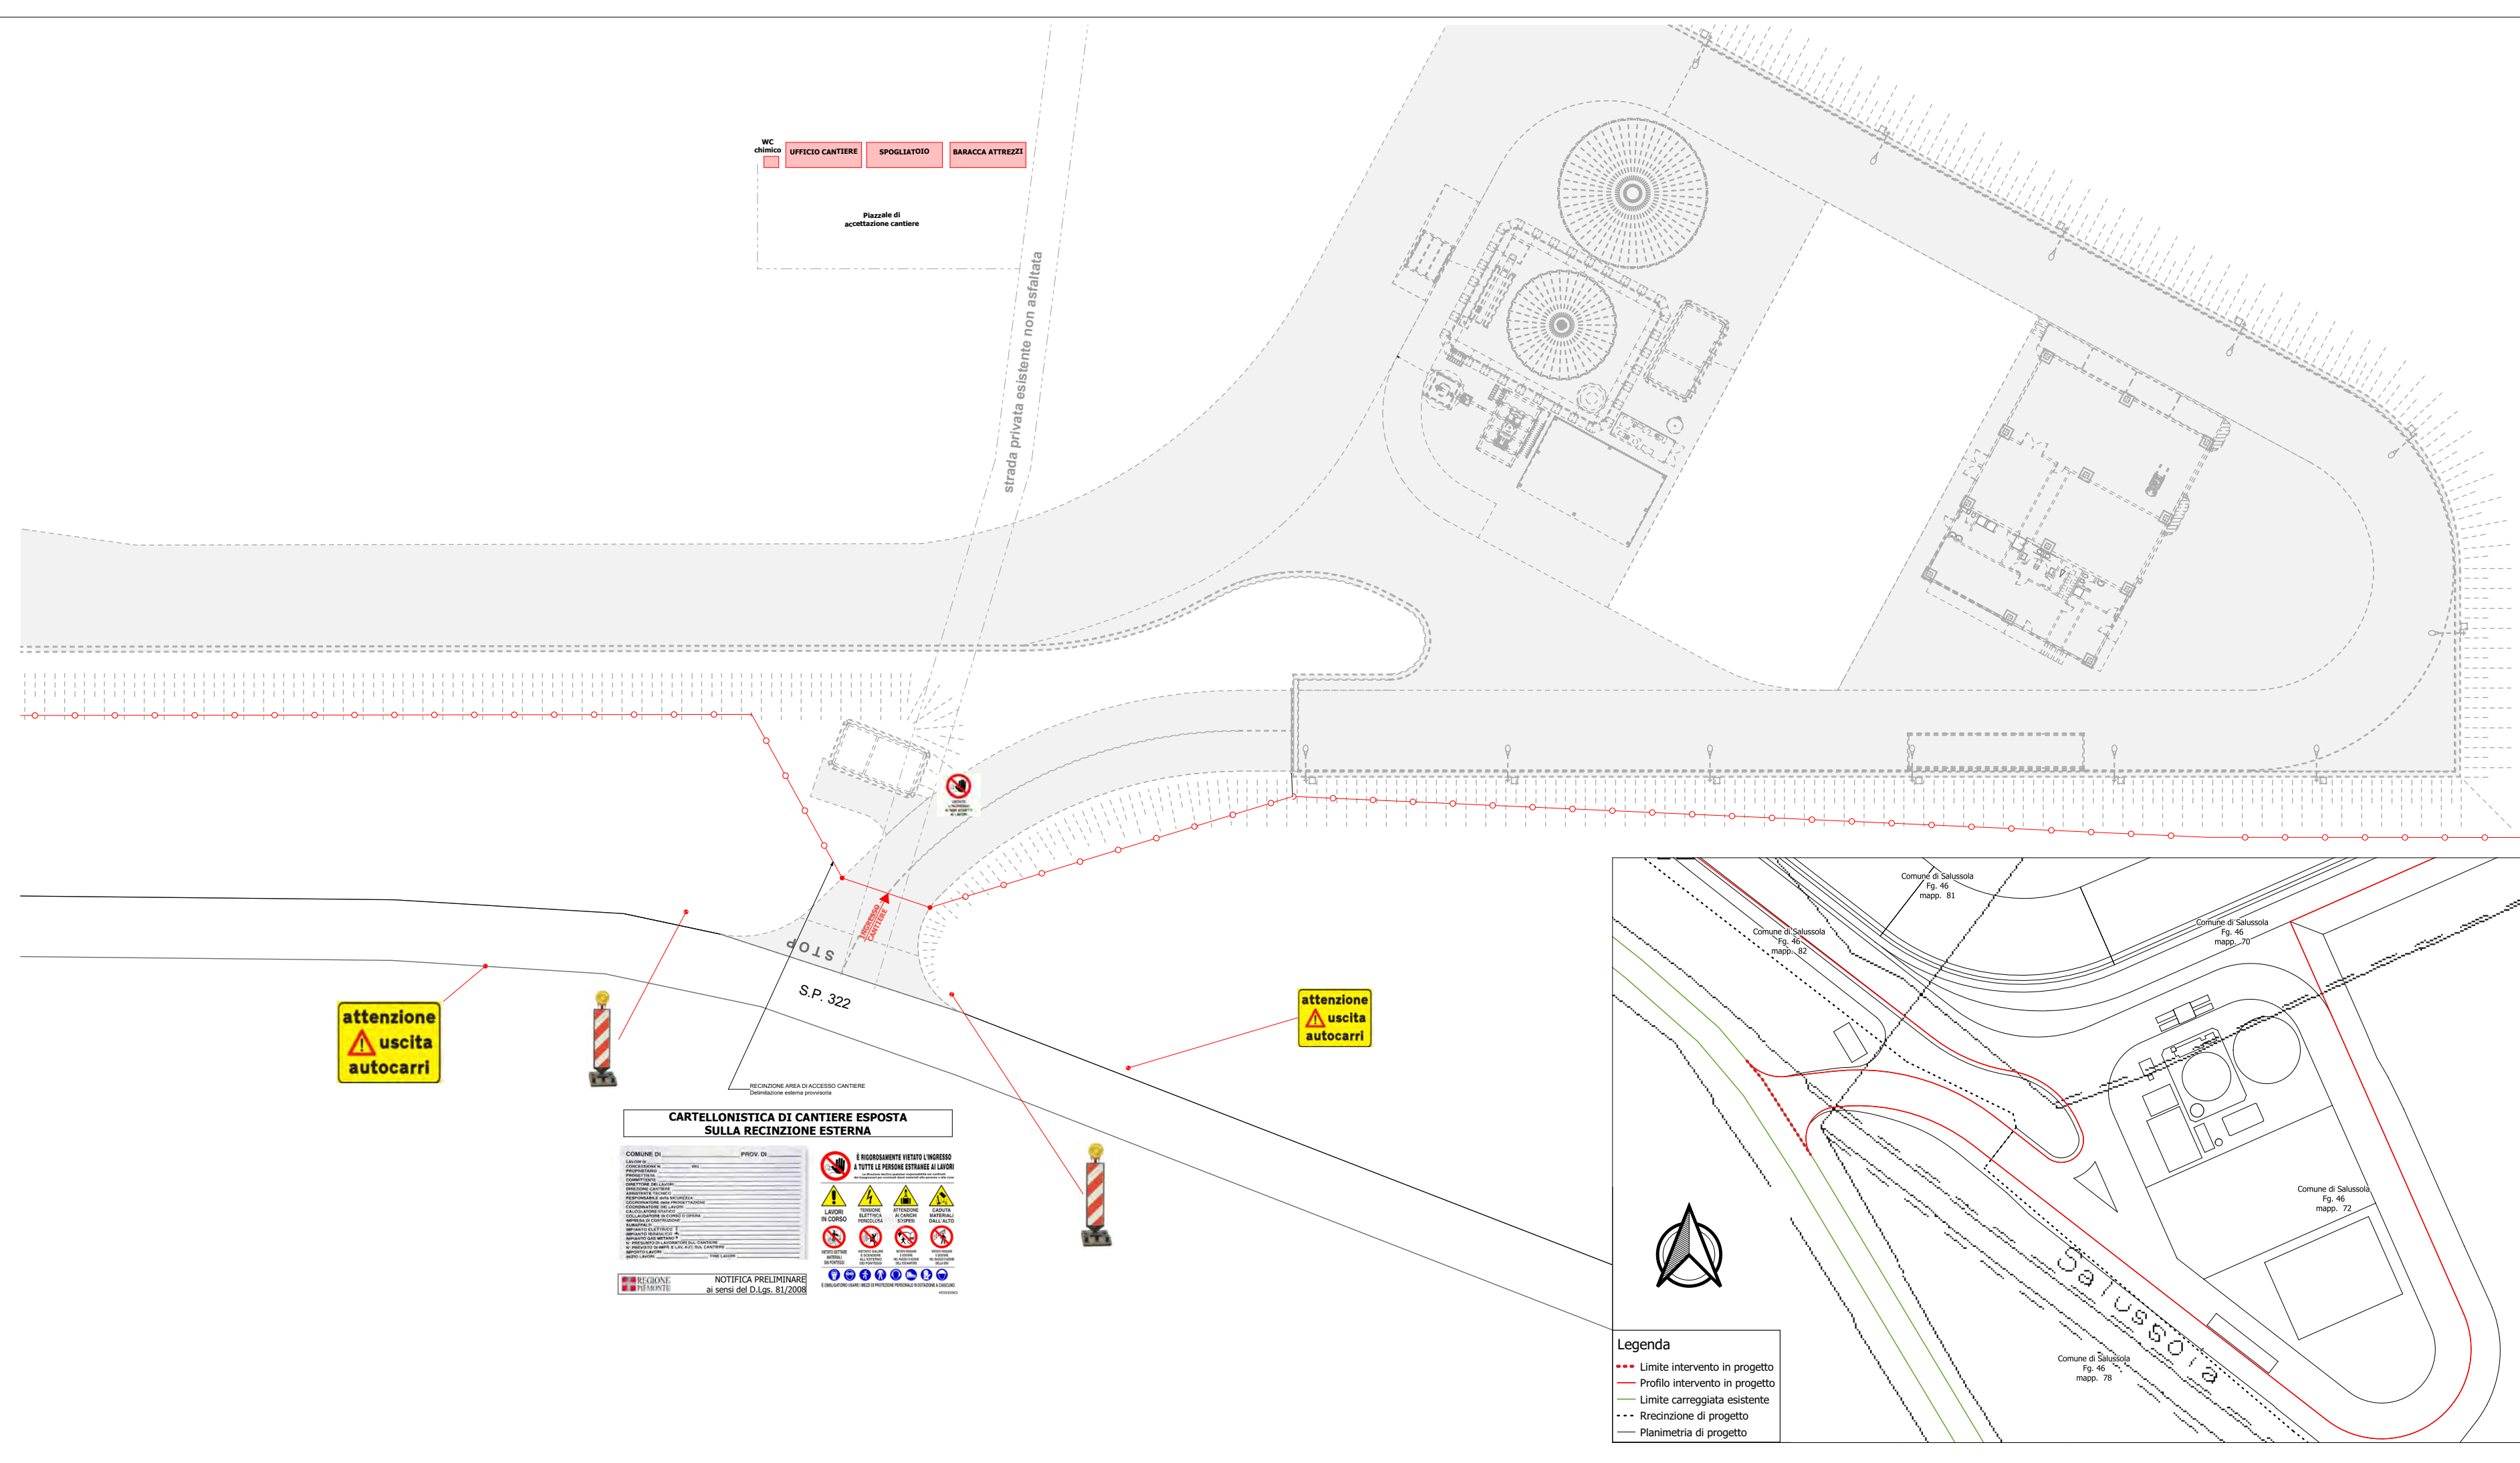 WC
chimico
UFFICIO CANTIERE
SPOGLIATOIO
BARACCA ATTREZZI
Piazzale di
accettazione cantiere
strada privata esistente non asfaltata
INGRESSO
CANTIERE
STOP
S.P. 322
attenzione
uscita
autocarri
attenzione
uscita
autocarri
RECINZIONE AREA DI ACCESSO CANTIERE
Delimitazione esterna provvisoria
CARTELLONISTICA DI CANTIERE ESPOSTA
SULLA RECINZIONE ESTERNA
COMUNE DI PROV. DI
È RIGOROSAMENTE VIETATO L'INGRESSO
A TUTTE LE PERSONE ESTRANEE AI LAVORI
LAVORI
IN CORSO
TENSIONE
ELETTRICA
PERICOLOSA
ATTENZIONE
AI CARICHI
SOSPESI
CADUTA
MATERIALI
DALL'ALTO
REGIONE
PIEMONTE
NOTIFICA PRELIMINARE
ai sensi del D.Lgs. 81/2008
Comune di Salussola
Fg. 46
mapp. 81
Comune di Salussola
Fg. 46
mapp. 82
Comune di Salussola
Fg. 46
mapp. 70
Comune di Salussola
Fg. 46
mapp. 72
Comune di Salussola
Fg. 46
mapp. 78
Salussola
Legenda
Limite intervento in progetto
Profilo intervento in progetto
Limite carreggiata esistente
Rrecinzione di progetto
Planimetria di progetto